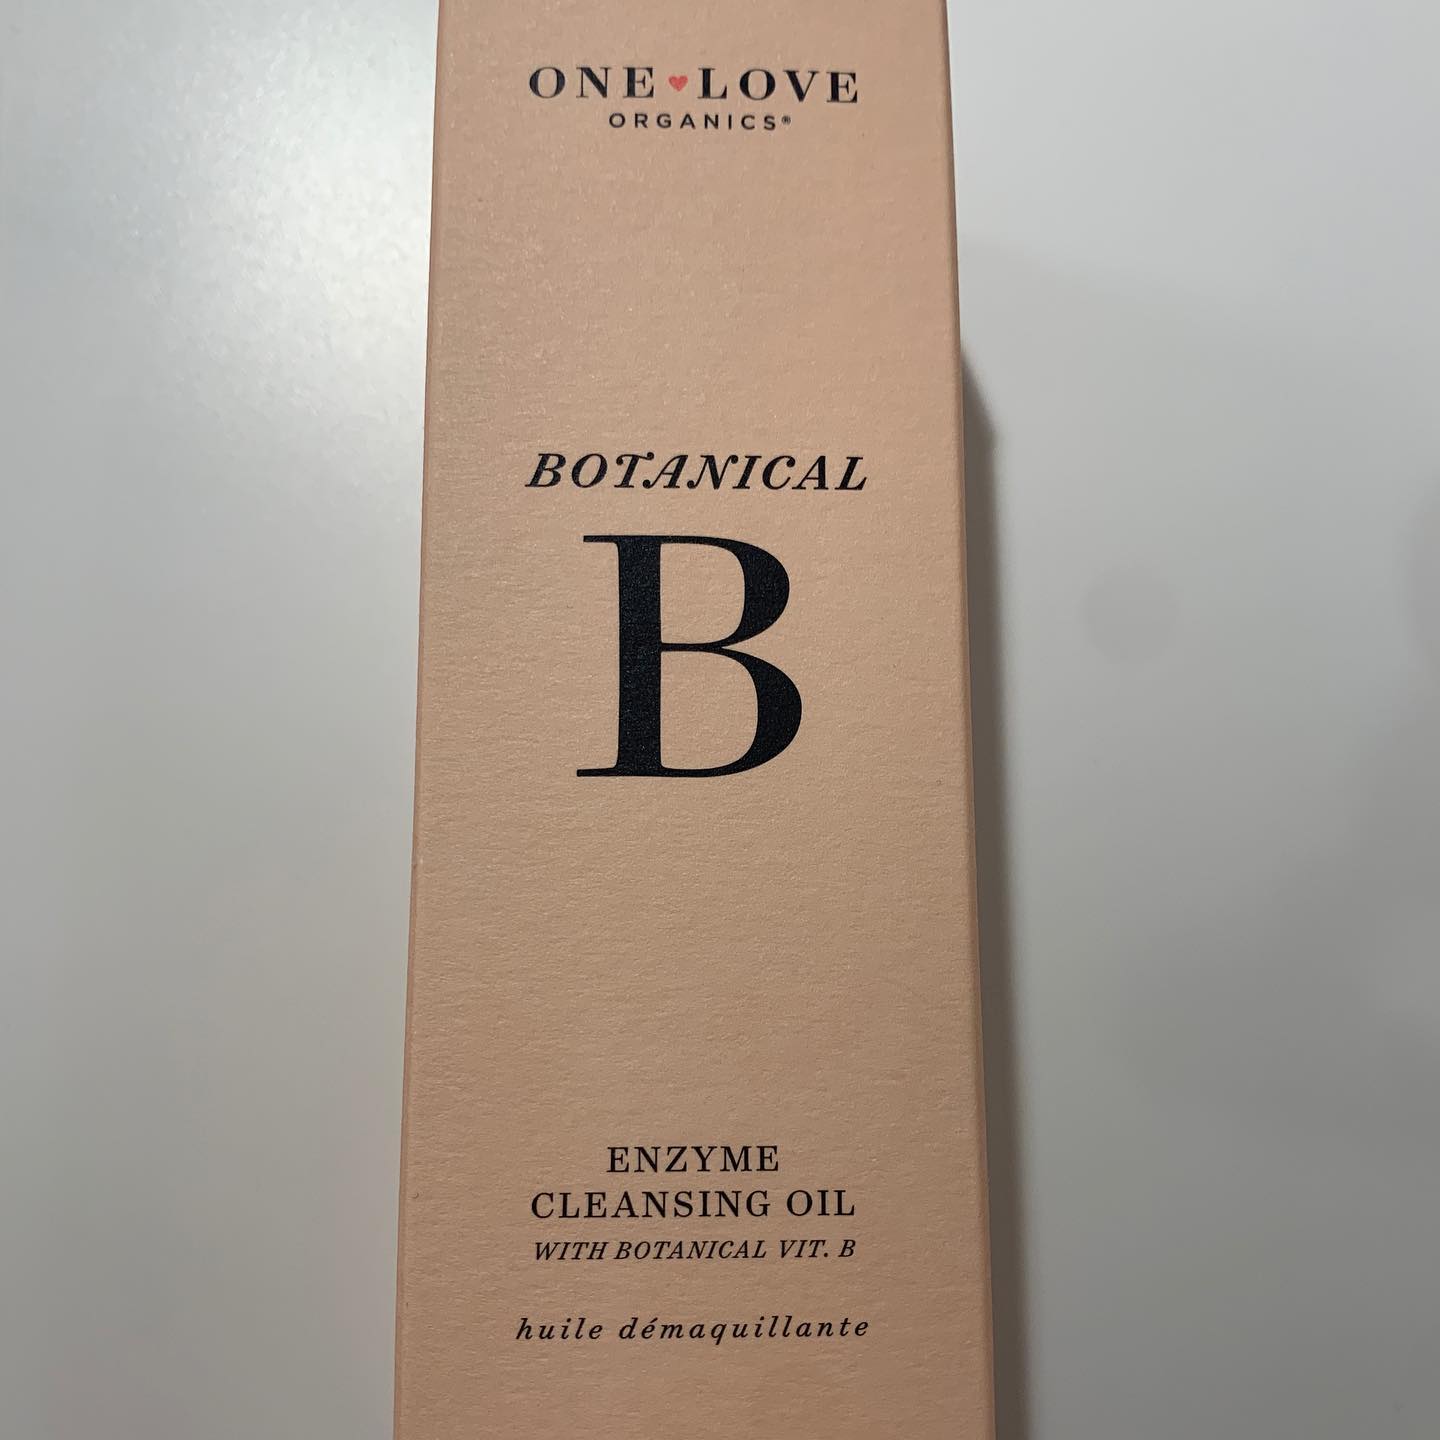 ONE♥LOVE
ORGANICS®
BOTANICAL
B
ENZYME
CLEANSING OIL
WITH BOTANICAL VIT. B
huile démaquillante